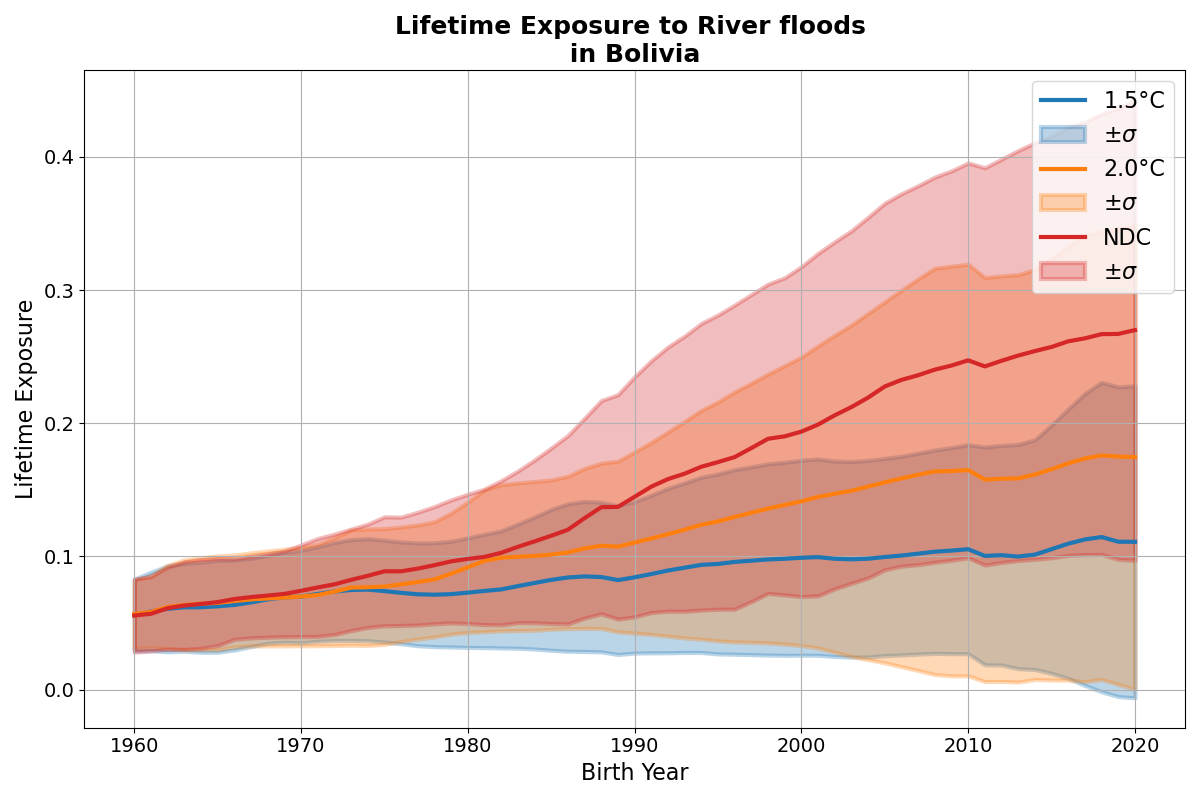 Lifetime Exposure to River floods
in Bolivia
Lifetime Exposure
0.4
0.3
0.2
0.1
0.0
1960
1970
1980
1990
2000
2010
2020
Birth Year
1.5°C
±σ
2.0°C
±σ
NDC
±σ